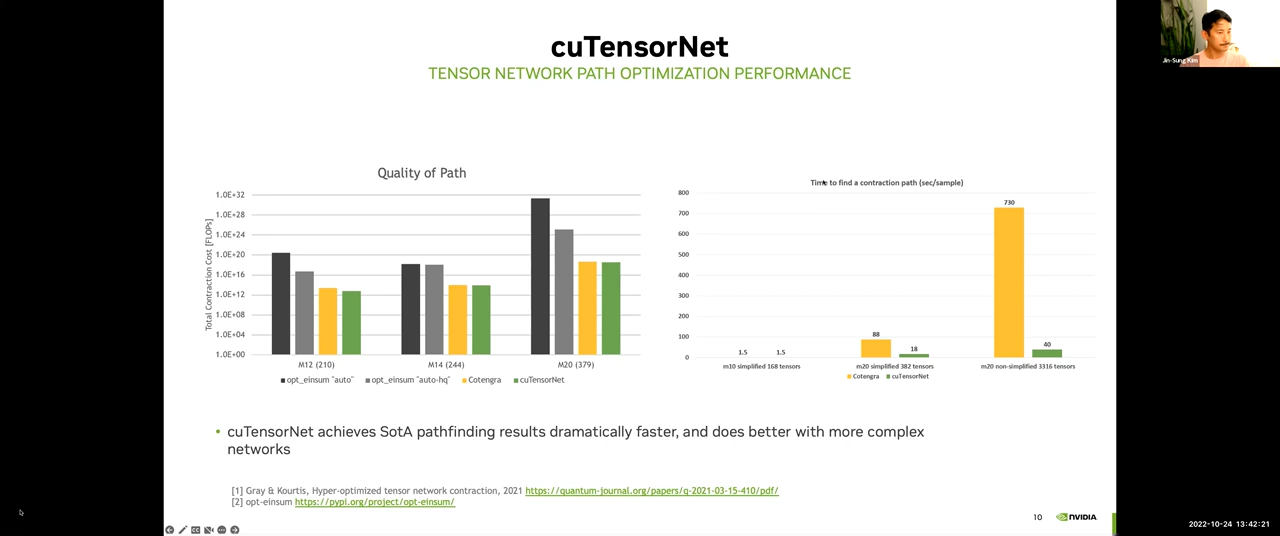 cuTensorNet
TENSOR NETWORK PATH OPTIMIZATION PERFORMANCE
Jin-Sung Kim
Quality of Path
Total Contraction Cost [FLOPs]
1.0E+32
1.0E+28
1.0E+24
1.0E+20
1.0E+16
1.0E+12
1.0E+08
1.0E+04
1.0E+00
M12 (210) M14 (244) M20 (379)
opt_einsum "auto" opt_einsum "auto-hq" Cotengra cuTensorNet
Time to find a contraction path (sec/sample)
800
700
600
500
400
300
200
100
0
1.5 1.5 88 18 730 40
m10 simplified 168 tensors m20 simplified 382 tensors m20 non-simplified 3316 tensors
Cotengra cuTensorNet
• cuTensorNet achieves SotA pathfinding results dramatically faster, and does better with more complex
networks
[1] Gray & Kourtis, Hyper-optimized tensor network contraction, 2021 https://quantum-journal.org/papers/q-2021-03-15-410/pdf/
[2] opt-einsum https://pypi.org/project/opt-einsum/
10 NVIDIA
CC
2022-10-24 13:42:21